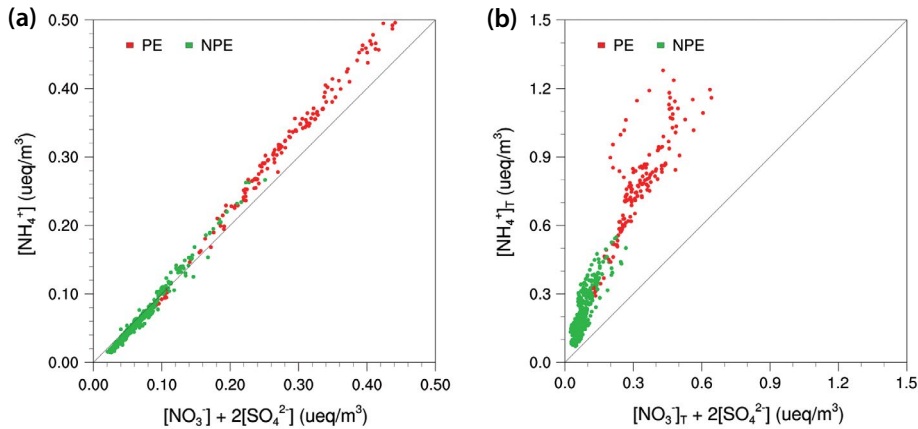 (a)
PE NPE
0.50
0.40
0.30
0.20
0.10
0.00
[NH₄⁺] (ueq/m³)
0.00 0.10 0.20 0.30 0.40 0.50
[NO₃⁻] + 2[SO₄²⁻] (ueq/m³)
(b)
PE NPE
1.5
1.2
0.9
0.6
0.3
0.0
[NH₄⁺]T (ueq/m³)
0.0 0.3 0.6 0.9 1.2 1.5
[NO₃⁻]T + 2[SO₄²⁻] (ueq/m³)